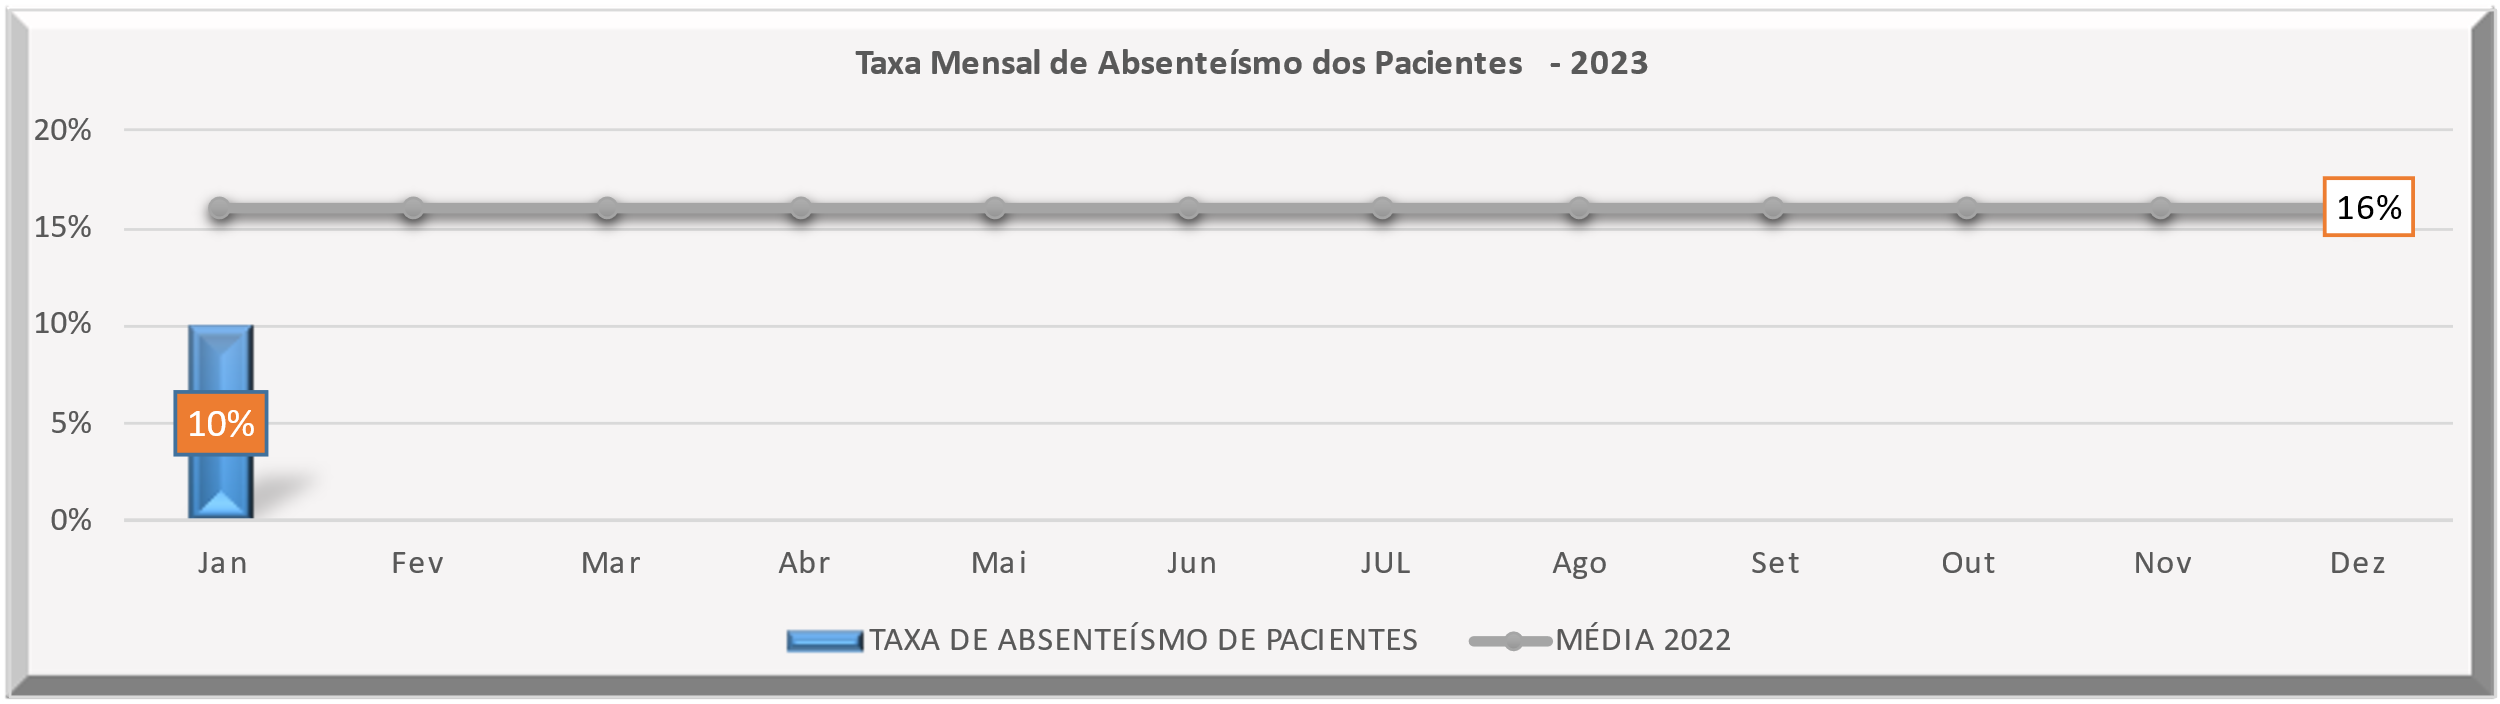 Taxa Mensal de Absenteísmo dos Pacientes - 2023
20%
16%
15%
10%
10%
5%
0%
Jan Fev Mar Abr Mai Jun JUL Ago Set Out Nov Dez
TAXA DE ABSENTEÍSMO DE PACIENTES MÉDIA 2022